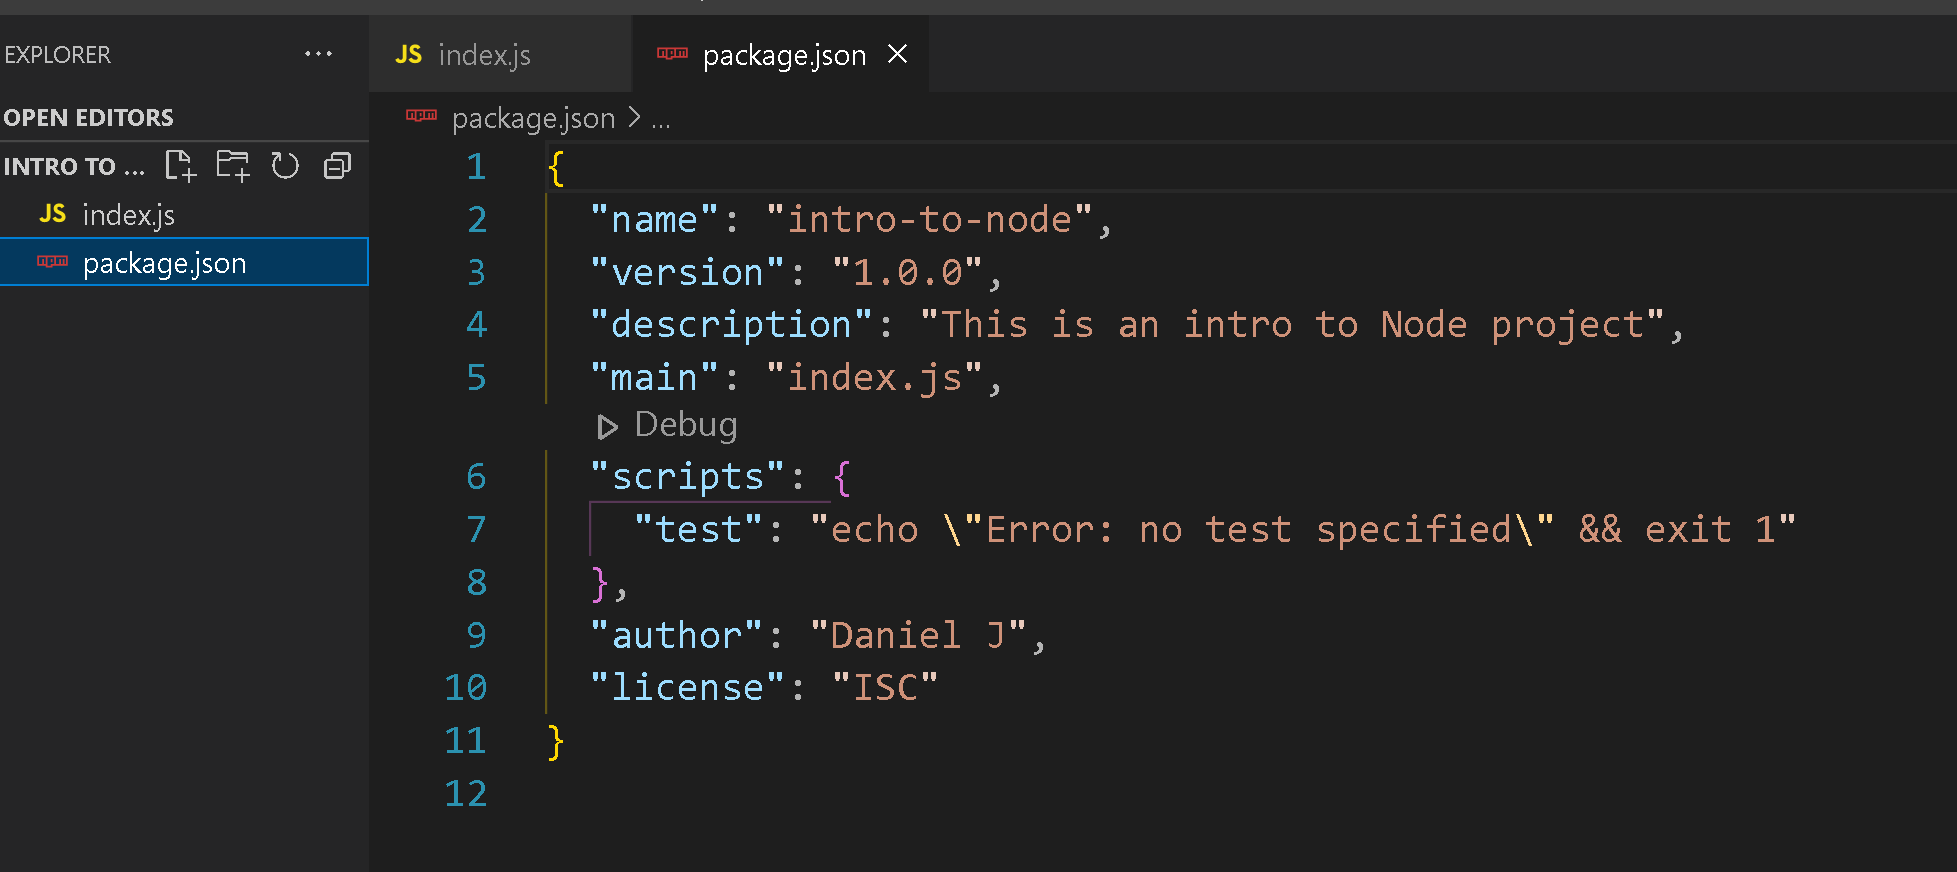 EXPLORER ...
OPEN EDITORS
INTRO TO ...
JS index.js
package.json
JS index.js
package.json
package.json > ...
1 {
2 "name": "intro-to-node",
3 "version": "1.0.0",
4 "description": "This is an intro to Node project",
5 "main": "index.js",
Debug
6 "scripts": {
7 "test": "echo \"Error: no test specified\" && exit 1"
8 },
9 "author": "Daniel J",
10 "license": "ISC"
11 }
12